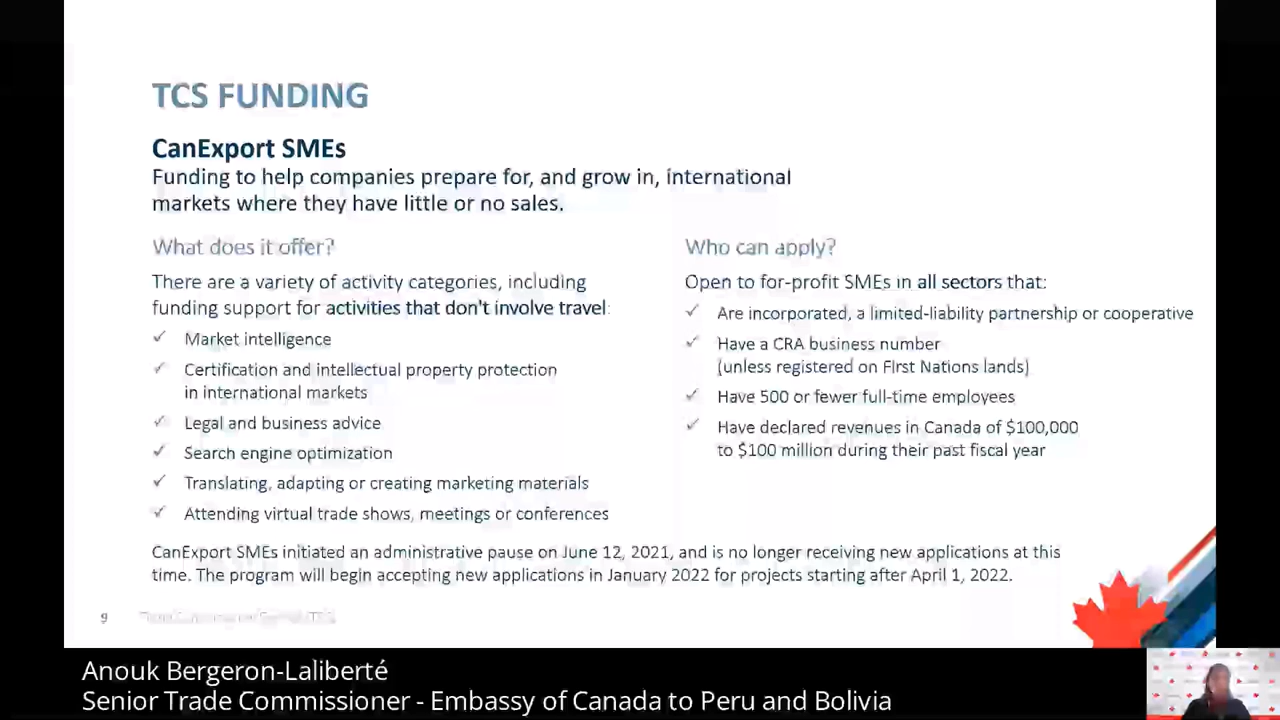 TCS FUNDING
CanExport SMEs
Funding to help companies prepare for, and grow in, international
markets where they have little or no sales.
What does it offer?
There are a variety of activity categories, including
funding support for activities that don't involve travel:
Market intelligence
Certification and intellectual property protection
in international markets
Legal and business advice
Search engine optimization
Translating, adapting or creating marketing materials
Attending virtual trade shows, meetings or conferences
Who can apply?
Open to for-profit SMEs in all sectors that:
Are incorporated, a limited-liability partnership or cooperative
Have a CRA business number
(unless registered on First Nations lands)
Have 500 or fewer full-time employees
Have declared revenues in Canada of $100,000
to $100 million during their past fiscal year
CanExport SMEs initiated an administrative pause on June 12, 2021, and is no longer receiving new applications at this
time. The program will begin accepting new applications in January 2022 for projects starting after April 1, 2022.
9
Anouk Bergeron-Laliberté
Senior Trade Commissioner - Embassy of Canada to Peru and Bolivia